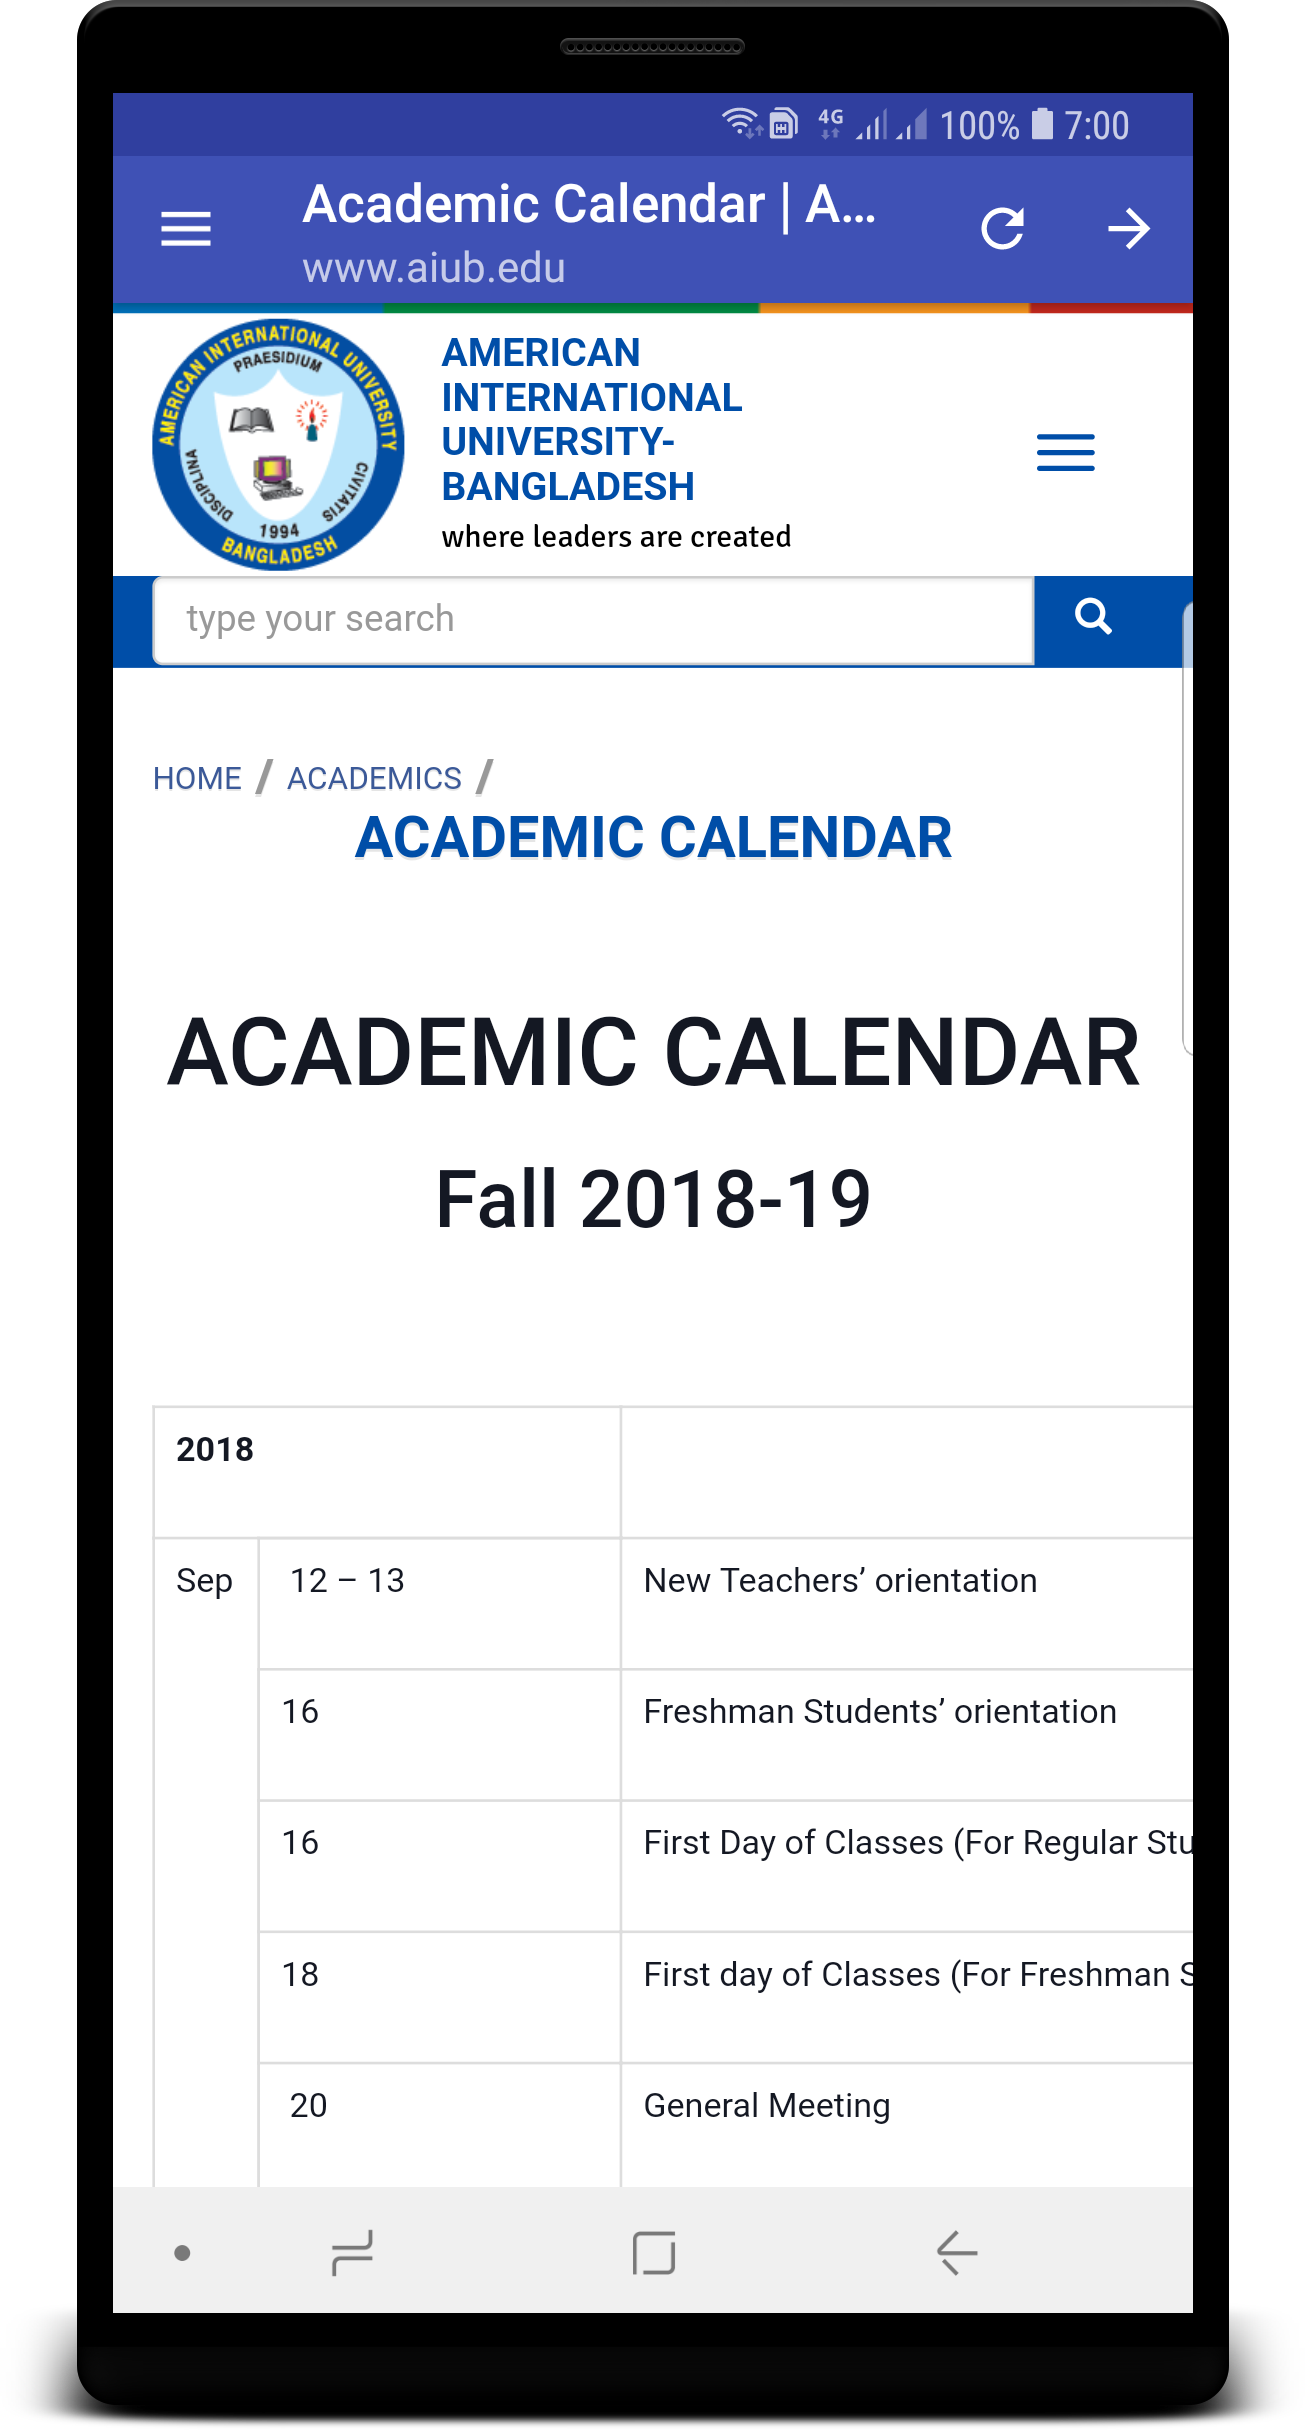 4G 100% 7:00
Academic Calendar | A...
www.aiub.edu
AMERICAN INTERNATIONAL UNIVERSITY
PRAESIDIUM
DISCIPLINA
CIVITATIS
1994
BANGLADESH
AMERICAN
INTERNATIONAL
UNIVERSITY-
BANGLADESH
where leaders are created
type your search
HOME / ACADEMICS /
ACADEMIC CALENDAR
ACADEMIC CALENDAR
Fall 2018-19
2018
Sep 12 – 13 New Teachers’ orientation
16 Freshman Students’ orientation
16 First Day of Classes (For Regular Stu
18 First day of Classes (For Freshman S
20 General Meeting